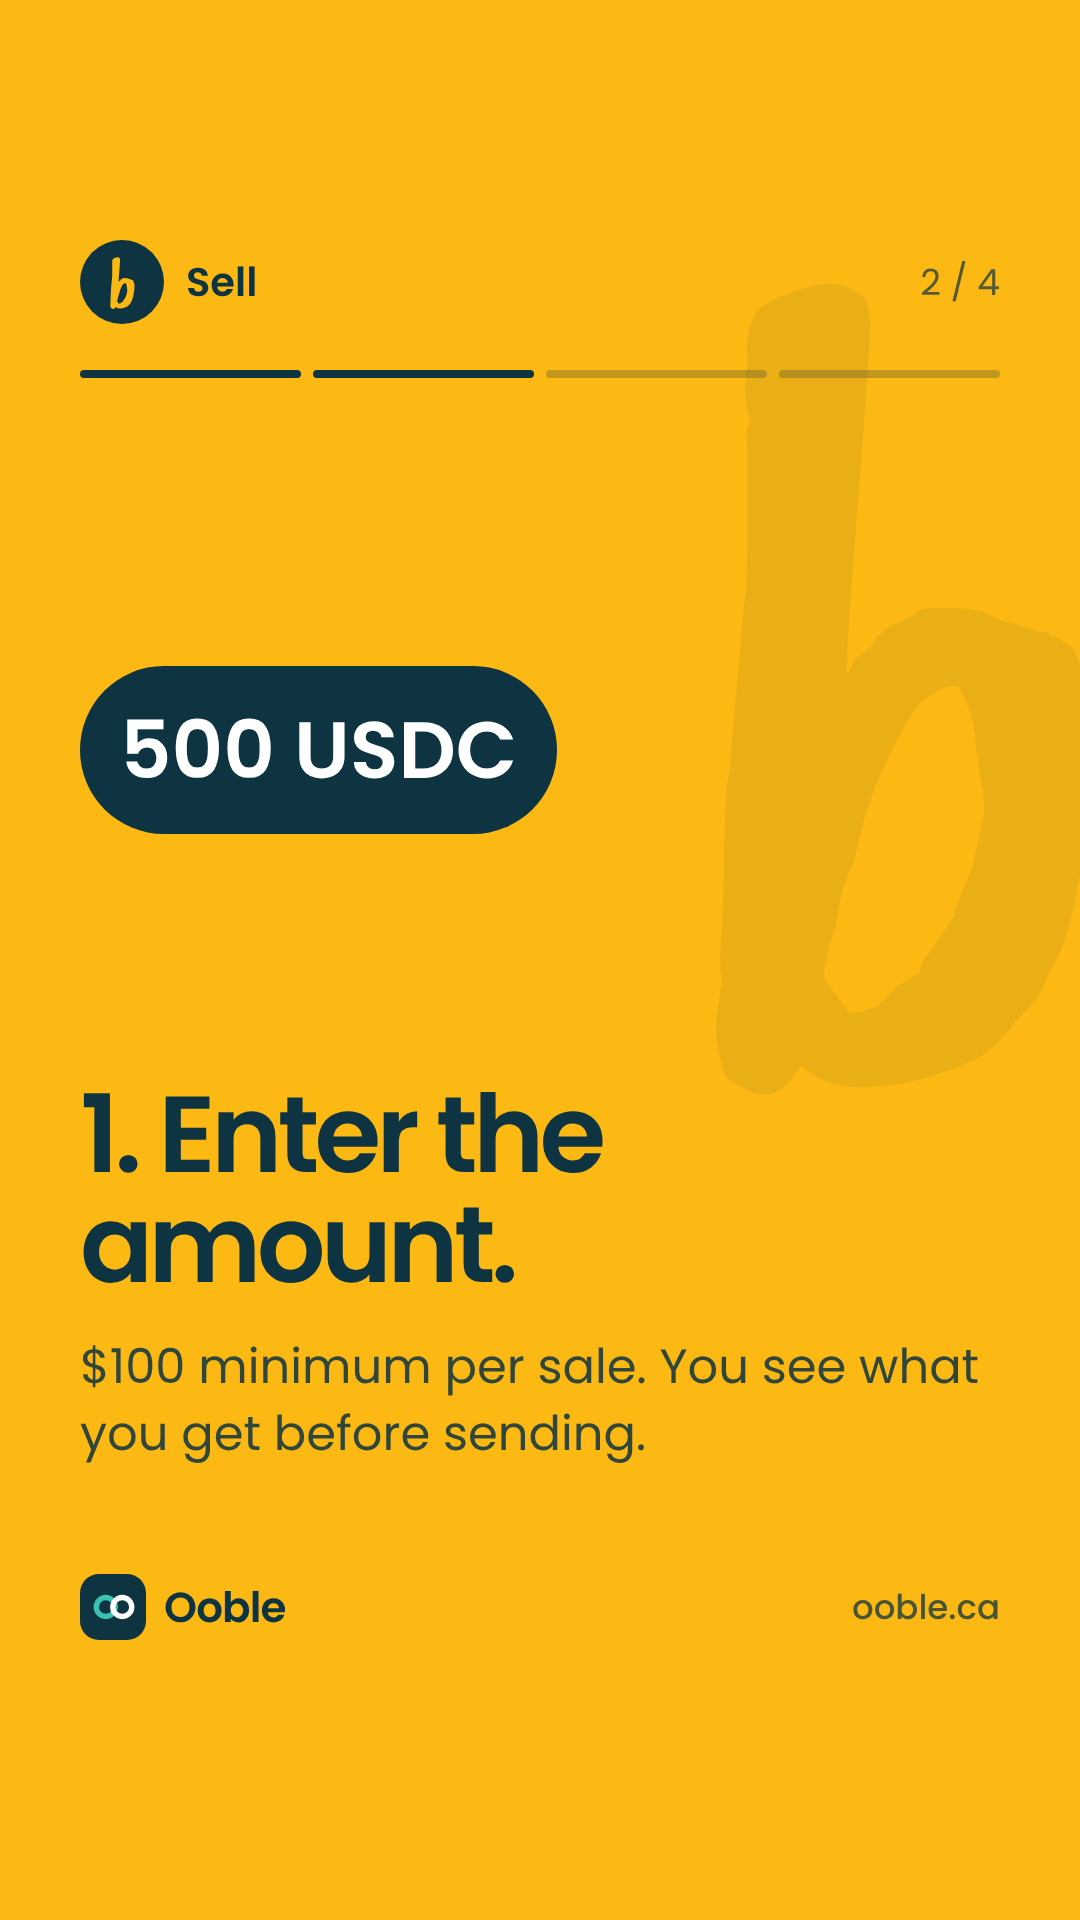 b Sell
2 / 4
500 USDC
1. Enter the
amount.
$100 minimum per sale. You see what
you get before sending.
Ooble
ooble.ca